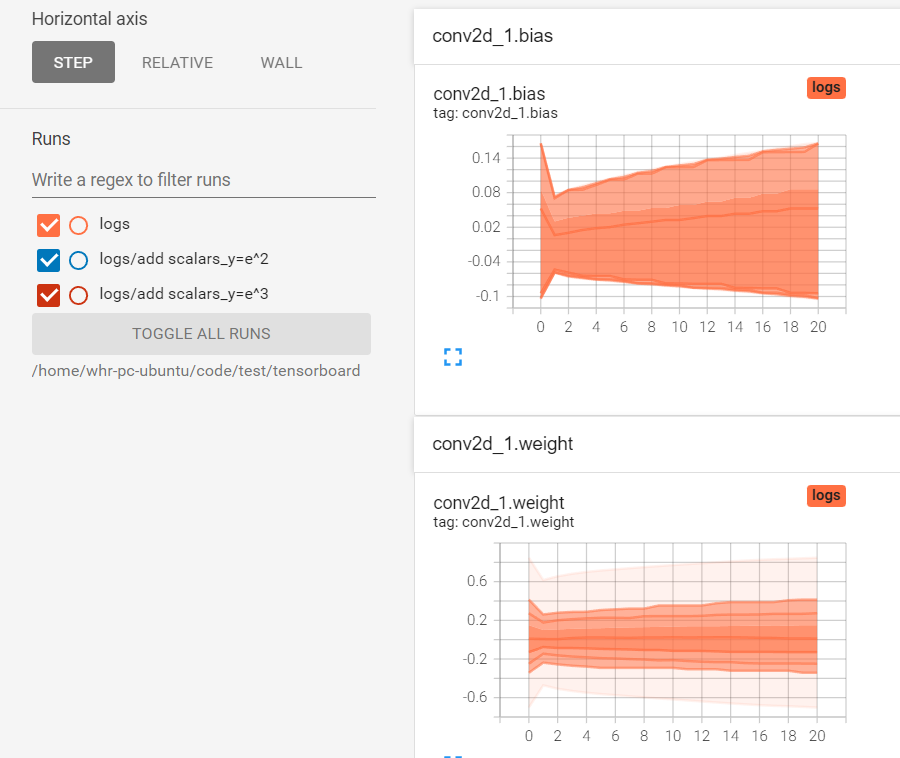 Horizontal axis
STEP RELATIVE WALL
Runs
Write a regex to filter runs
logs
logs/add scalars_y=e^2
logs/add scalars_y=e^3
TOGGLE ALL RUNS
/home/whr-pc-ubuntu/code/test/tensorboard
conv2d_1.bias
conv2d_1.bias
logs
tag: conv2d_1.bias
0.14
0.08
0.02
-0.04
-0.1
0 2 4 6 8 10 12 14 16 18 20
conv2d_1.weight
conv2d_1.weight
logs
tag: conv2d_1.weight
0.6
0.2
-0.2
-0.6
0 2 4 6 8 10 12 14 16 18 20